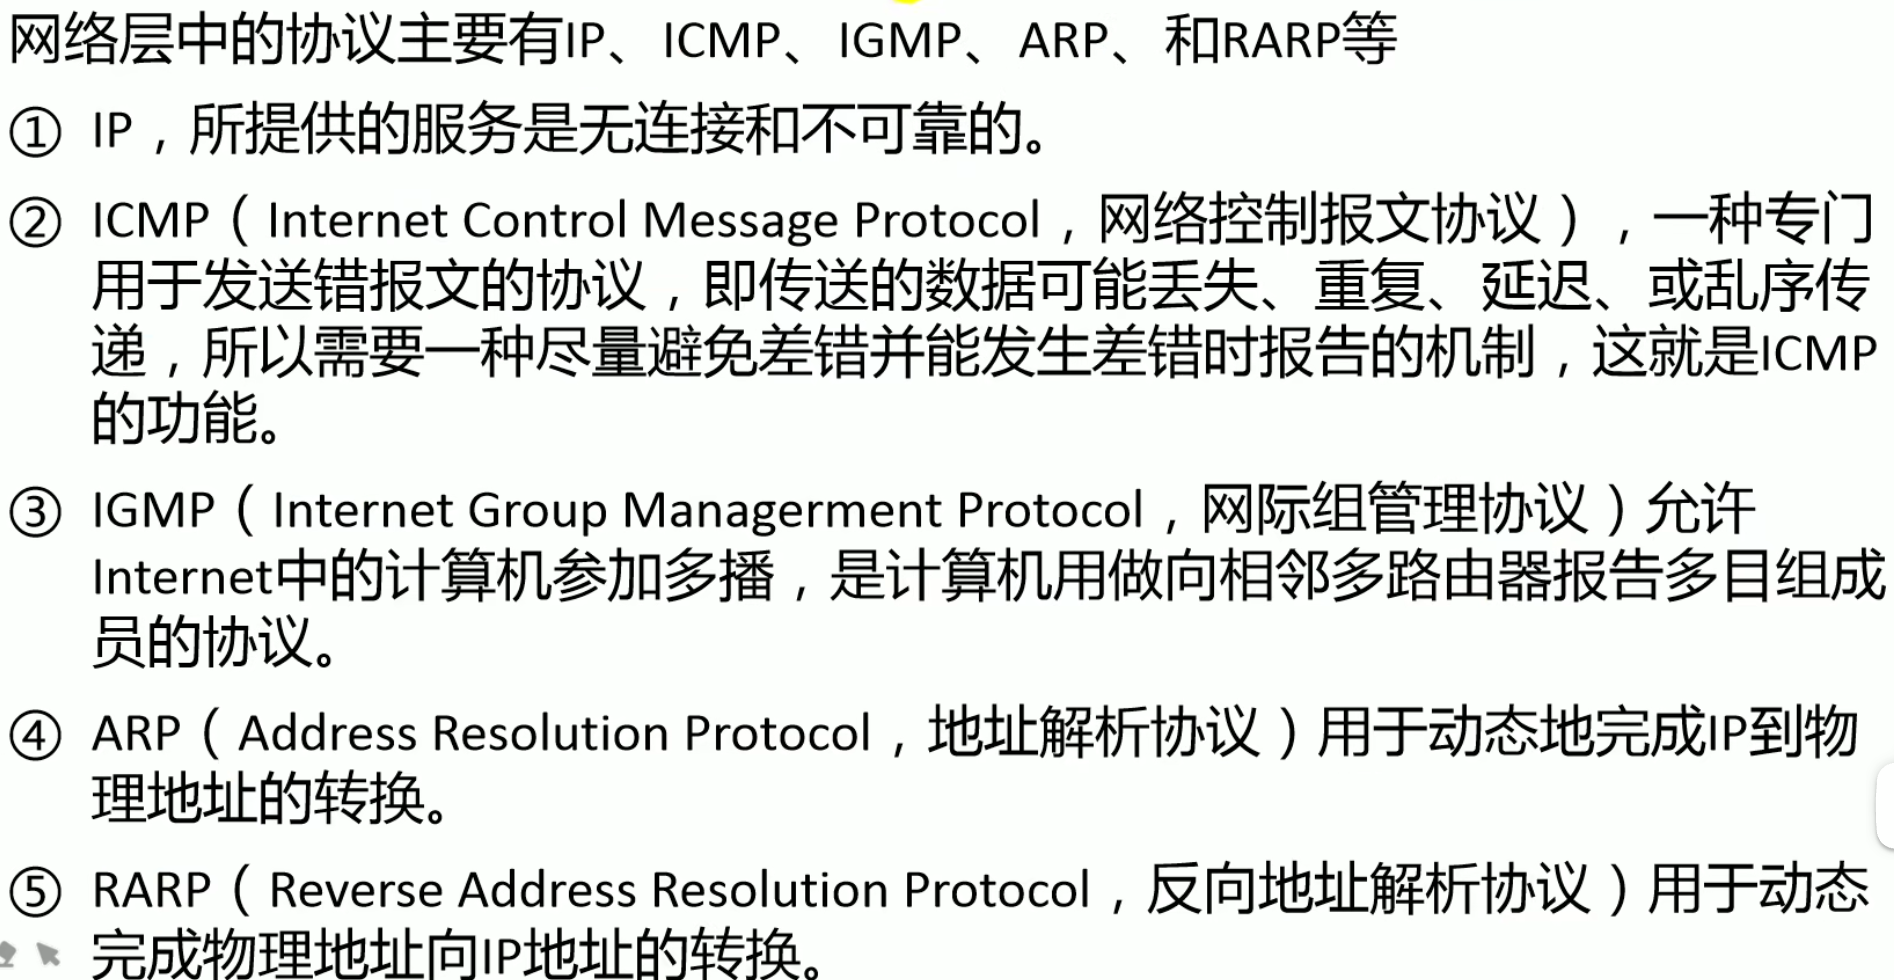 网络层中的协议主要有IP、ICMP、IGMP、ARP、和RARP等
① IP，所提供的服务是无连接和不可靠的。
② ICMP（Internet Control Message Protocol，网络控制报文协议），一种专门
用于发送错报文的协议，即传送的数据可能丢失、重复、延迟、或乱序传
递，所以需要一种尽量避免差错并能发生差错时报告的机制，这就是ICMP
的功能。
③ IGMP（Internet Group Managerment Protocol，网际组管理协议）允许
Internet中的计算机参加多播，是计算机用做向相邻多路由器报告多目组成
员的协议。
④ ARP（Address Resolution Protocol，地址解析协议）用于动态地完成IP到物
理地址的转换。
⑤ RARP（Reverse Address Resolution Protocol，反向地址解析协议）用于动态
完成物理地址向IP地址的转换。